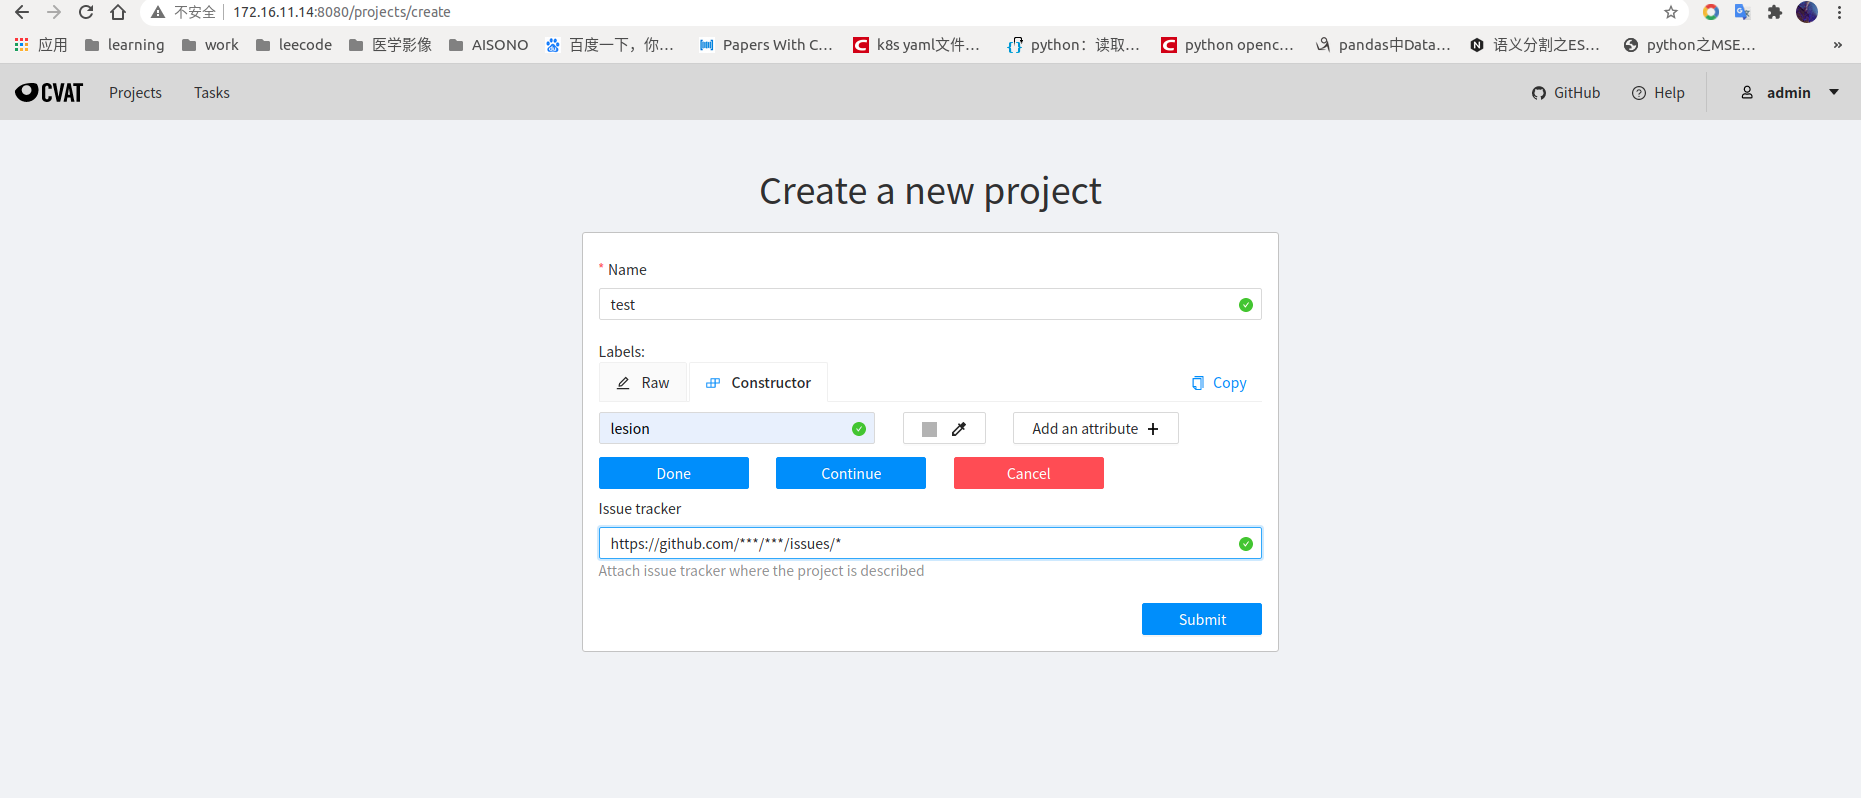 不安全 172.16.11.14:8080/projects/create
应用 learning work leecode 医学影像 AISONO 百度一下，你... Papers With C... k8s yaml文件... python：读取... python openc... pandas中Data... 语义分割之ES... python之MSE... »
CVAT Projects Tasks GitHub Help admin
Create a new project
* Name
test
Labels:
Raw Constructor Copy
lesion Add an attribute +
Done Continue Cancel
Issue tracker
https://github.com/***/***/issues/*
Attach issue tracker where the project is described
Submit